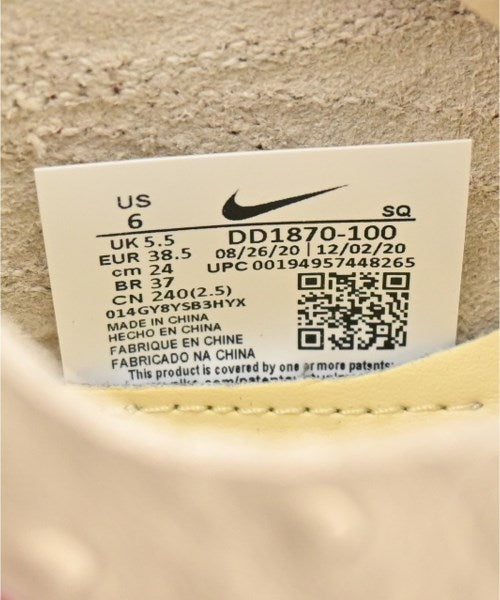 US
6
SQ
UK 5.5
DD1870-100
EUR 38.5
08/26/20 | 12/02/20
cm 24
UPC 00194957448265
BR 37
CN 240(2.5)
014GY8YSB3HYX
MADE IN CHINA
HECHO EN CHINA
FABRIQUE EN CHINE
FABRICADO NA CHINA
This product is covered by one or more patents: